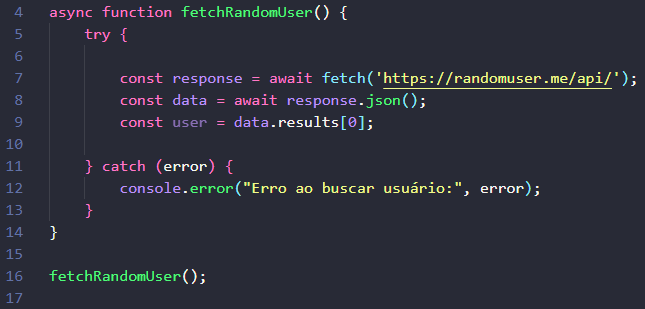 4 async function fetchRandomUser() {
5 try {
6
7 const response = await fetch('https://randomuser.me/api/');
8 const data = await response.json();
9 const user = data.results[0];
10
11 } catch (error) {
12 console.error("Erro ao buscar usuário:", error);
13 }
14 }
15
16 fetchRandomUser();
17